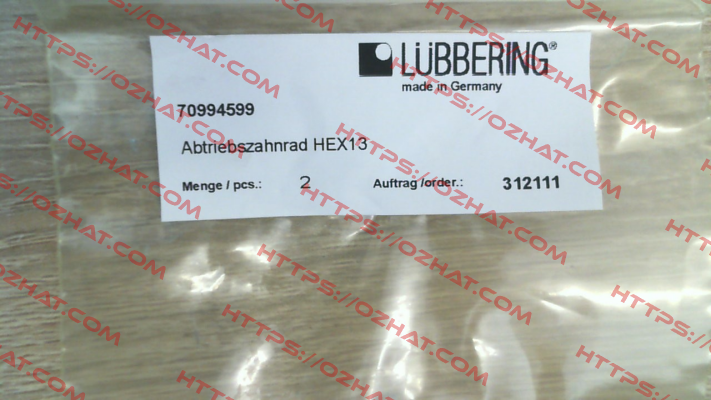 LÜBBERING®
made in Germany
70994599
Abtriebszahnrad HEX13
Menge / pcs.: 2 Auftrag /order.: 312111
HTTPS://OZHAT.COM